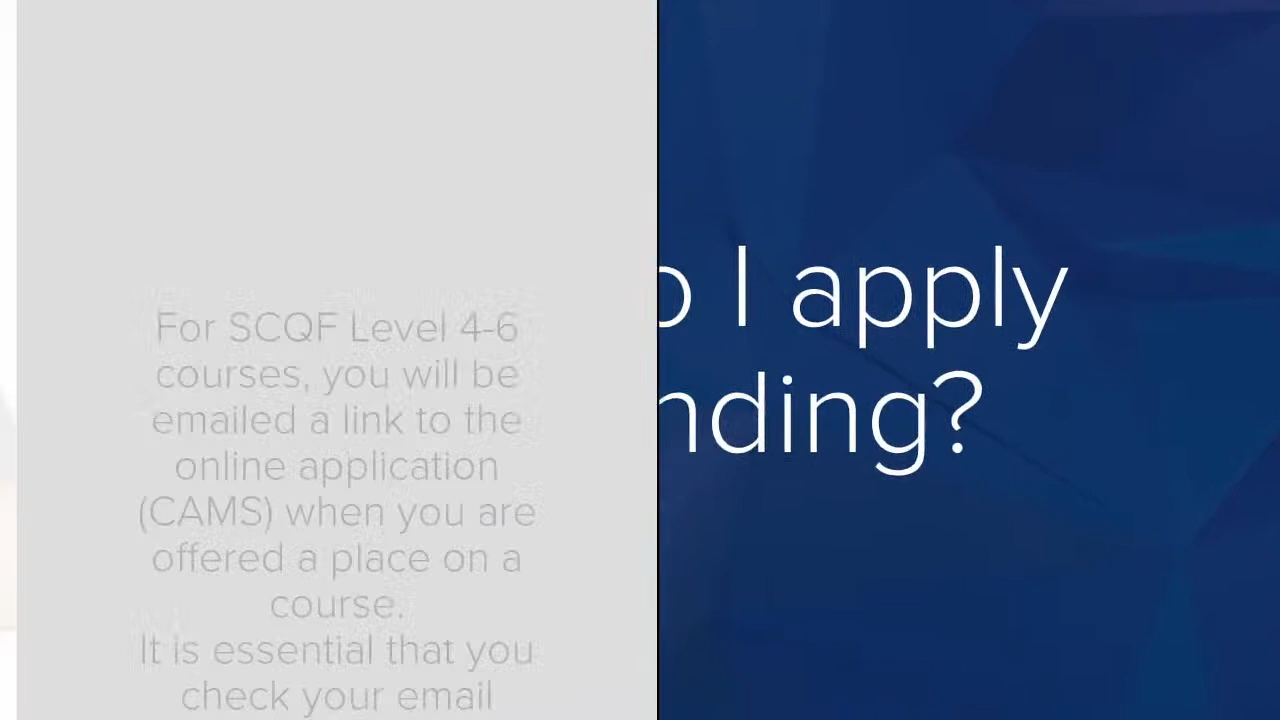 For SCQF Level 4-6
courses, you will be
emailed a link to the
online application
(CAMS) when you are
offered a place on a
course.
It is essential that you
check your email
o I apply
nding?